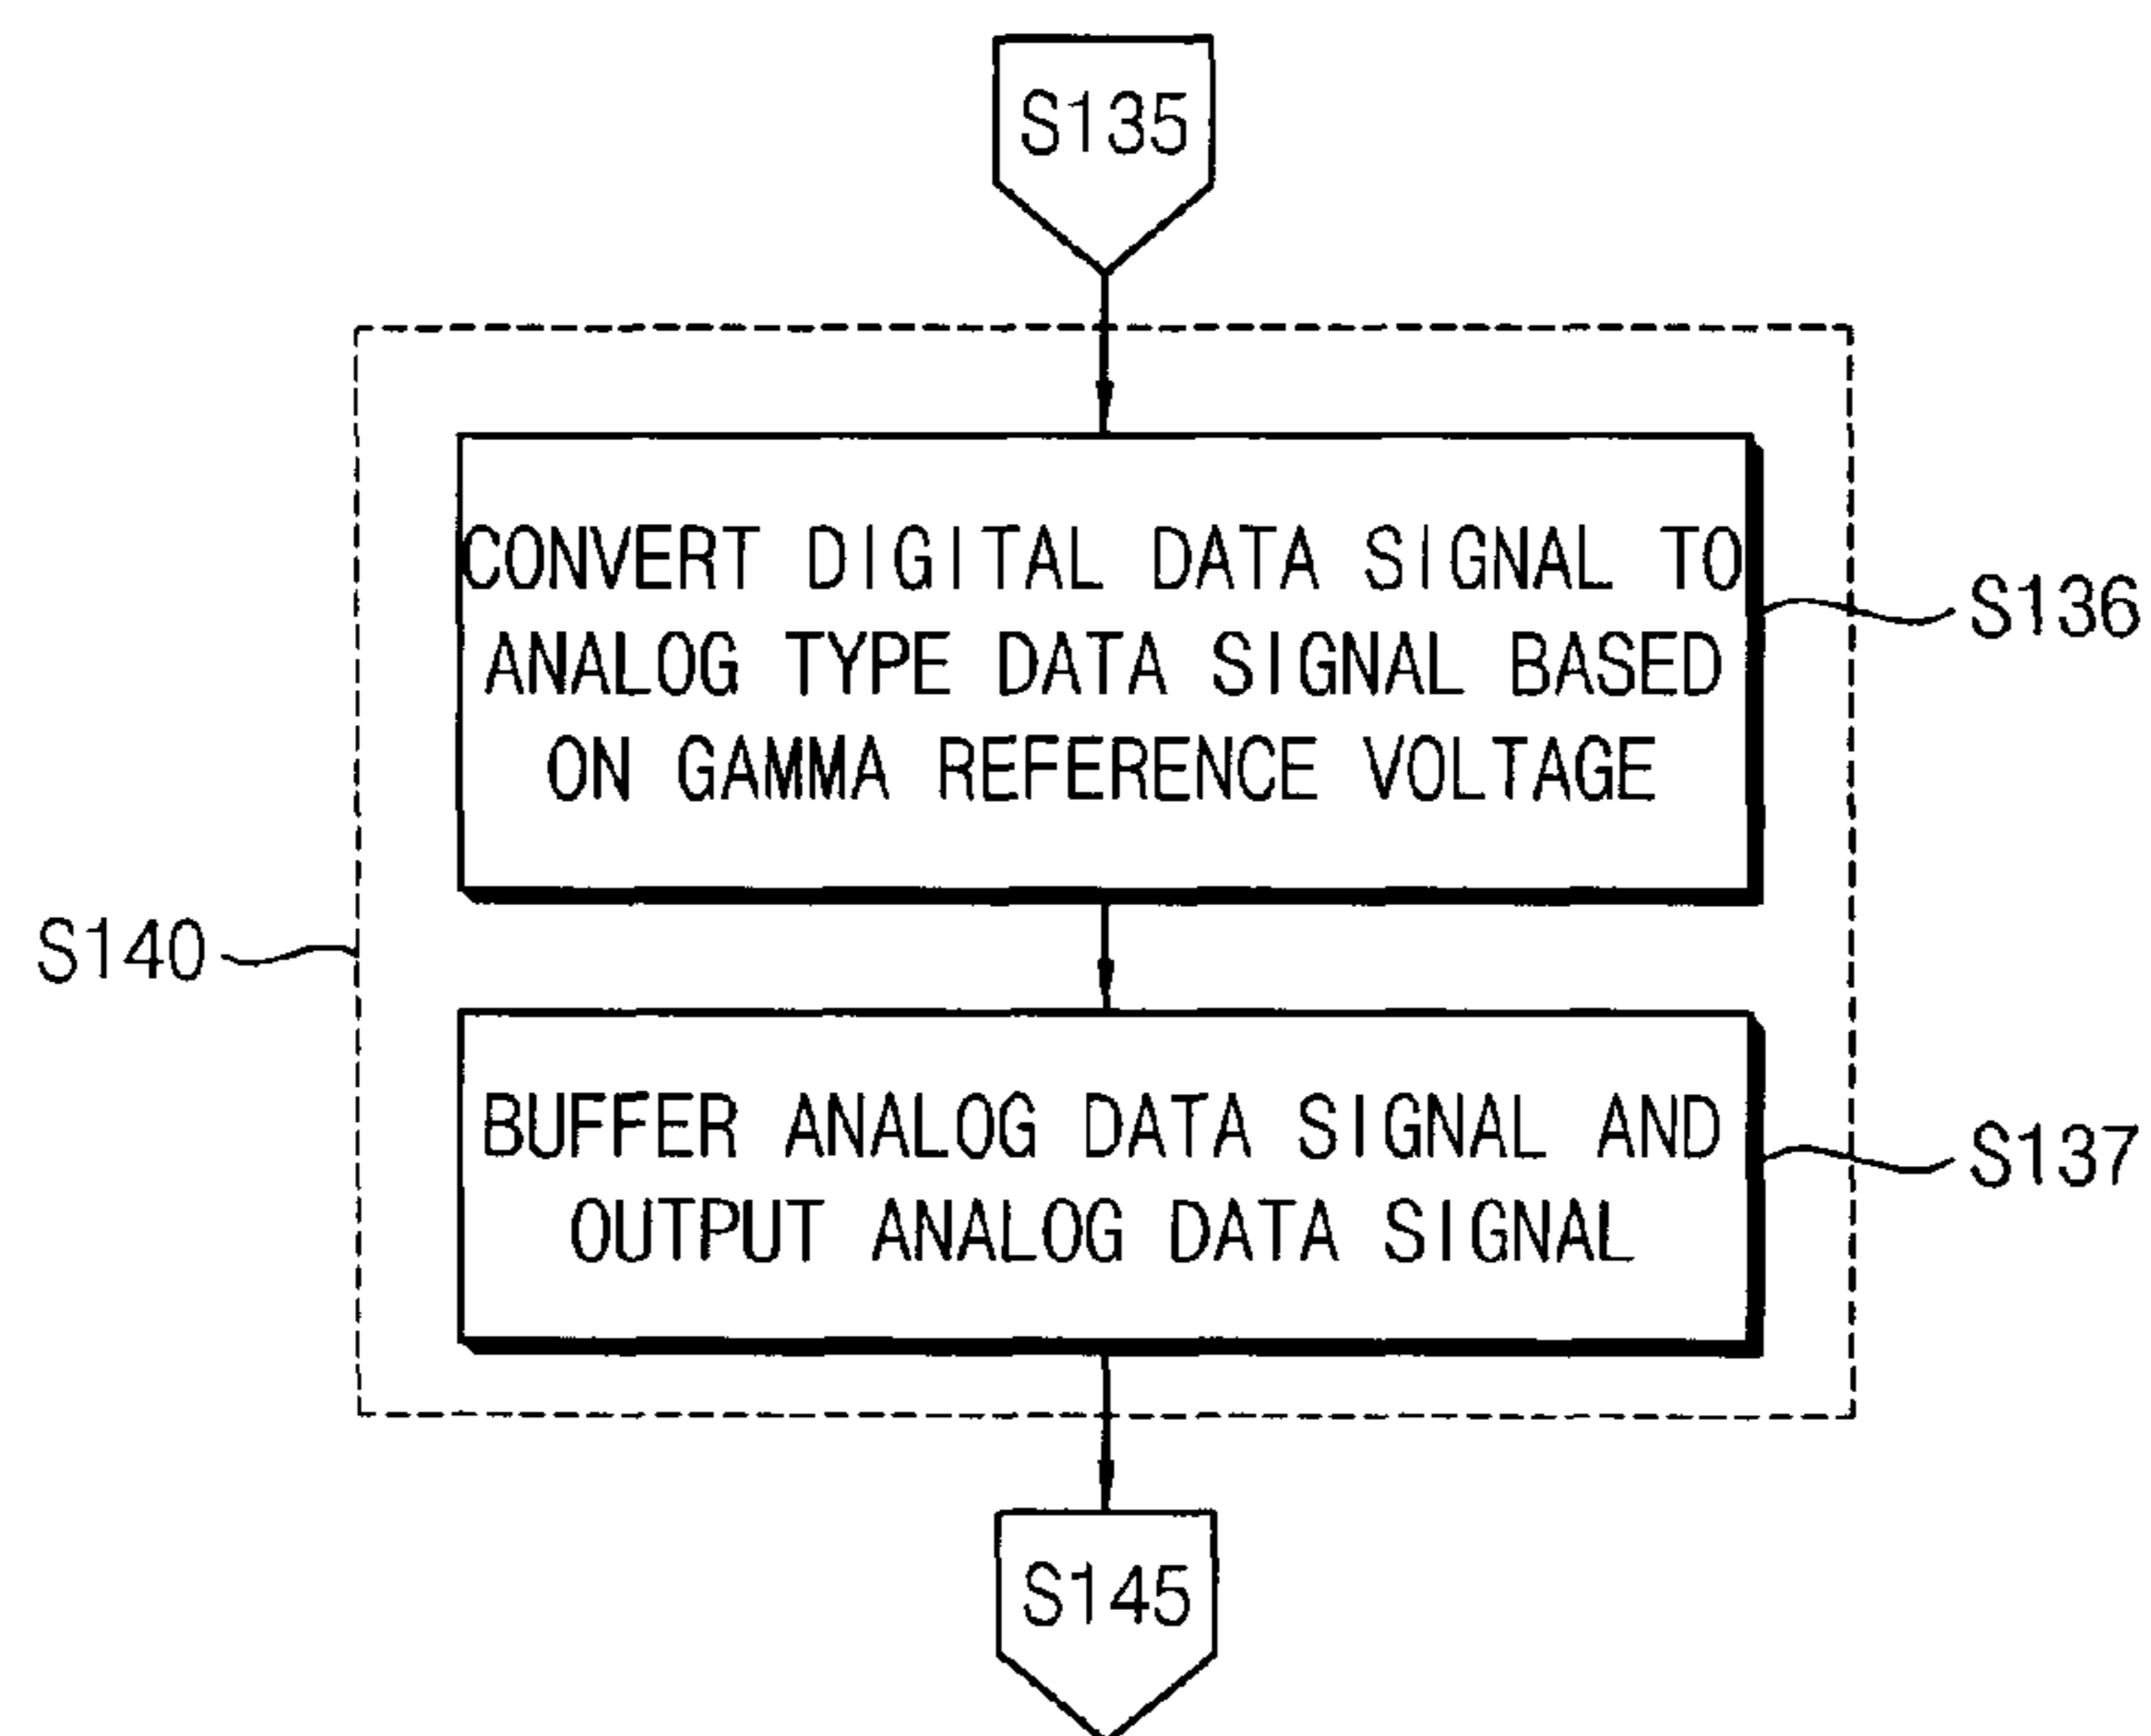 S135
CONVERT DIGITAL DATA SIGNAL TO
ANALOG TYPE DATA SIGNAL BASED
ON GAMMA REFERENCE VOLTAGE
S136
S140
BUFFER ANALOG DATA SIGNAL AND
OUTPUT ANALOG DATA SIGNAL
S137
S145